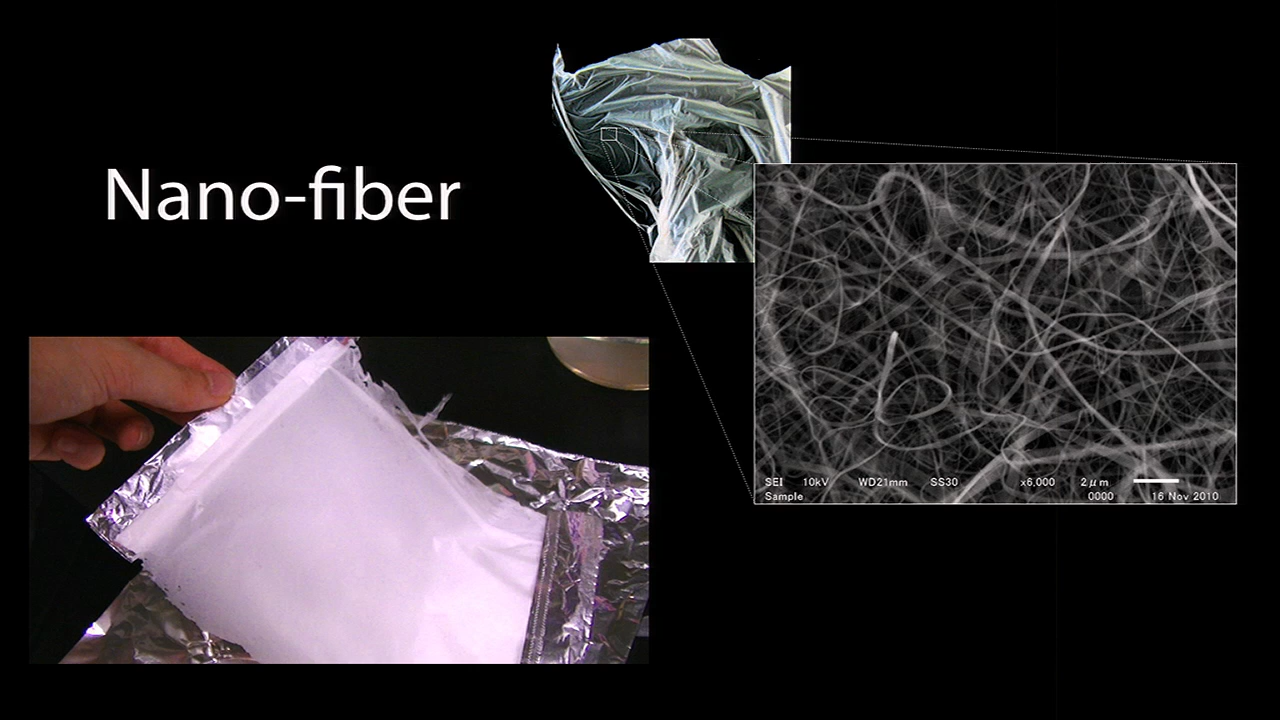 Nano-fiber
SEI 10kV WD21mm SS30 x6,000 2μm
Sample 0000 16 Nov 2010